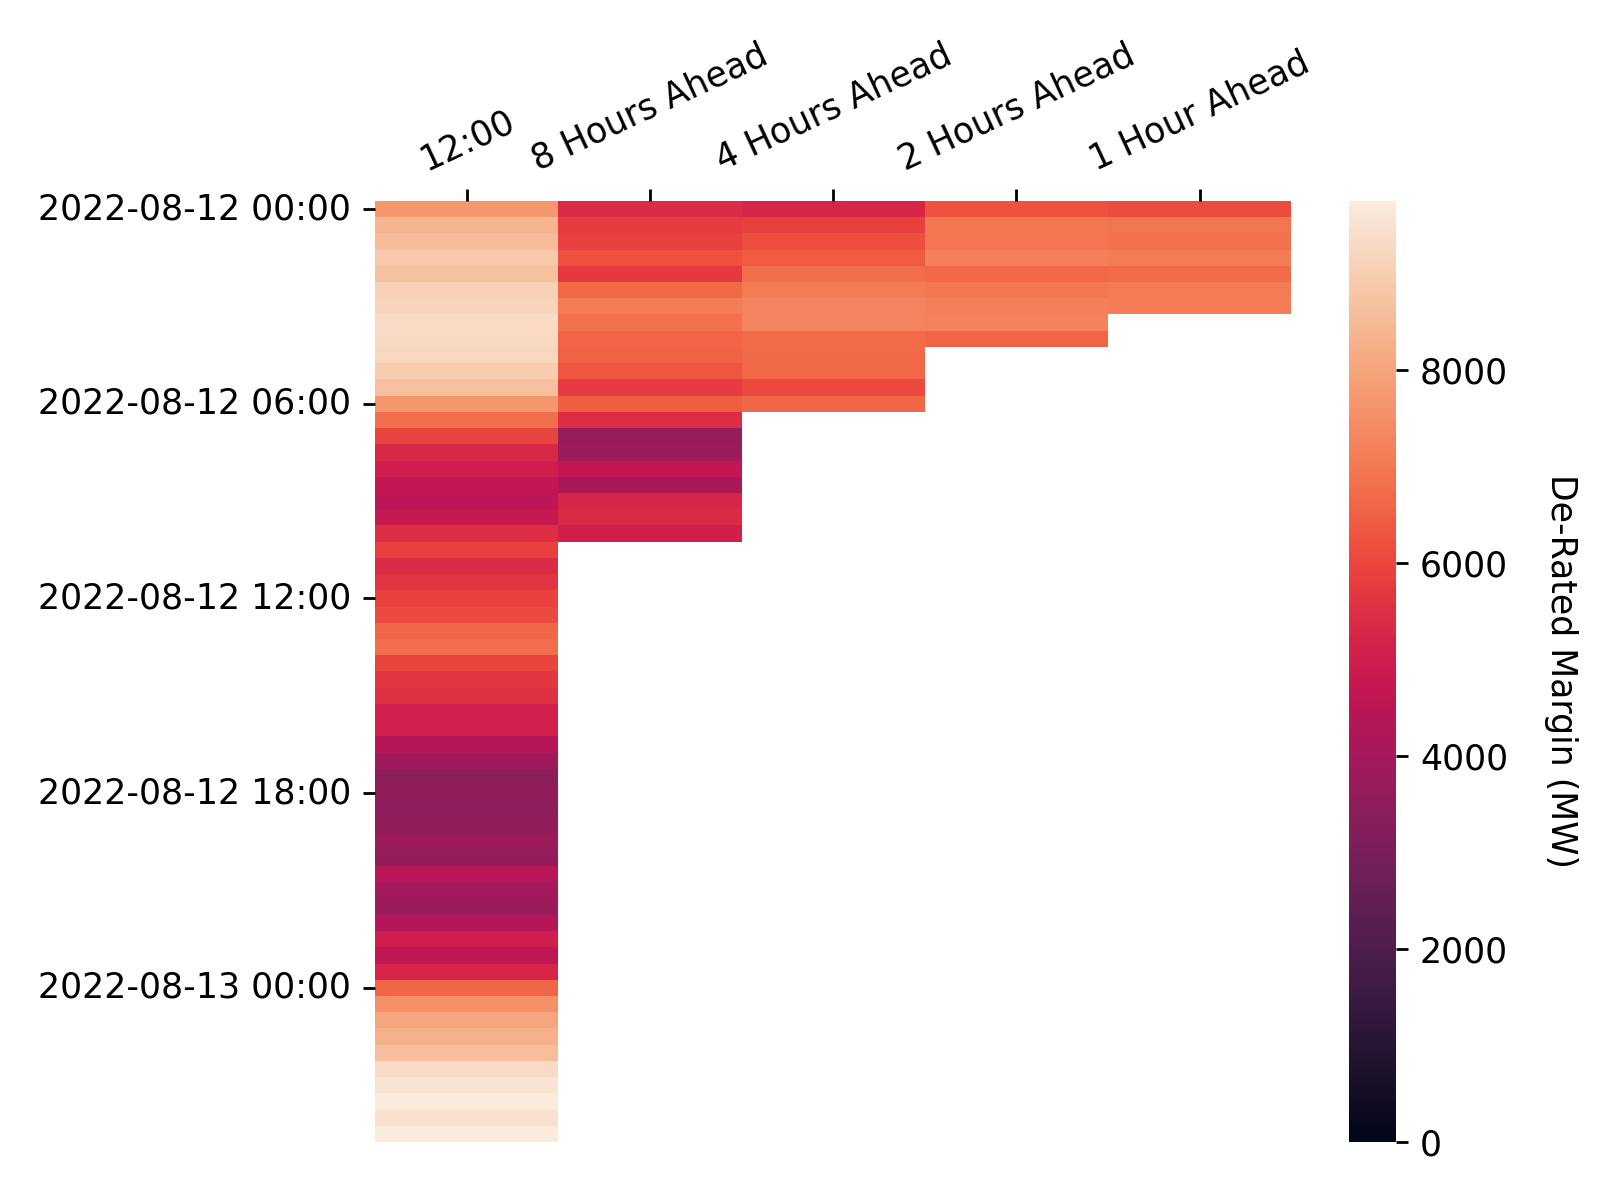 12:00
8 Hours Ahead
4 Hours Ahead
2 Hours Ahead
1 Hour Ahead
2022-08-12 00:00
2022-08-12 06:00
2022-08-12 12:00
2022-08-12 18:00
2022-08-13 00:00
8000
6000
4000
2000
0
De-Rated Margin (MW)